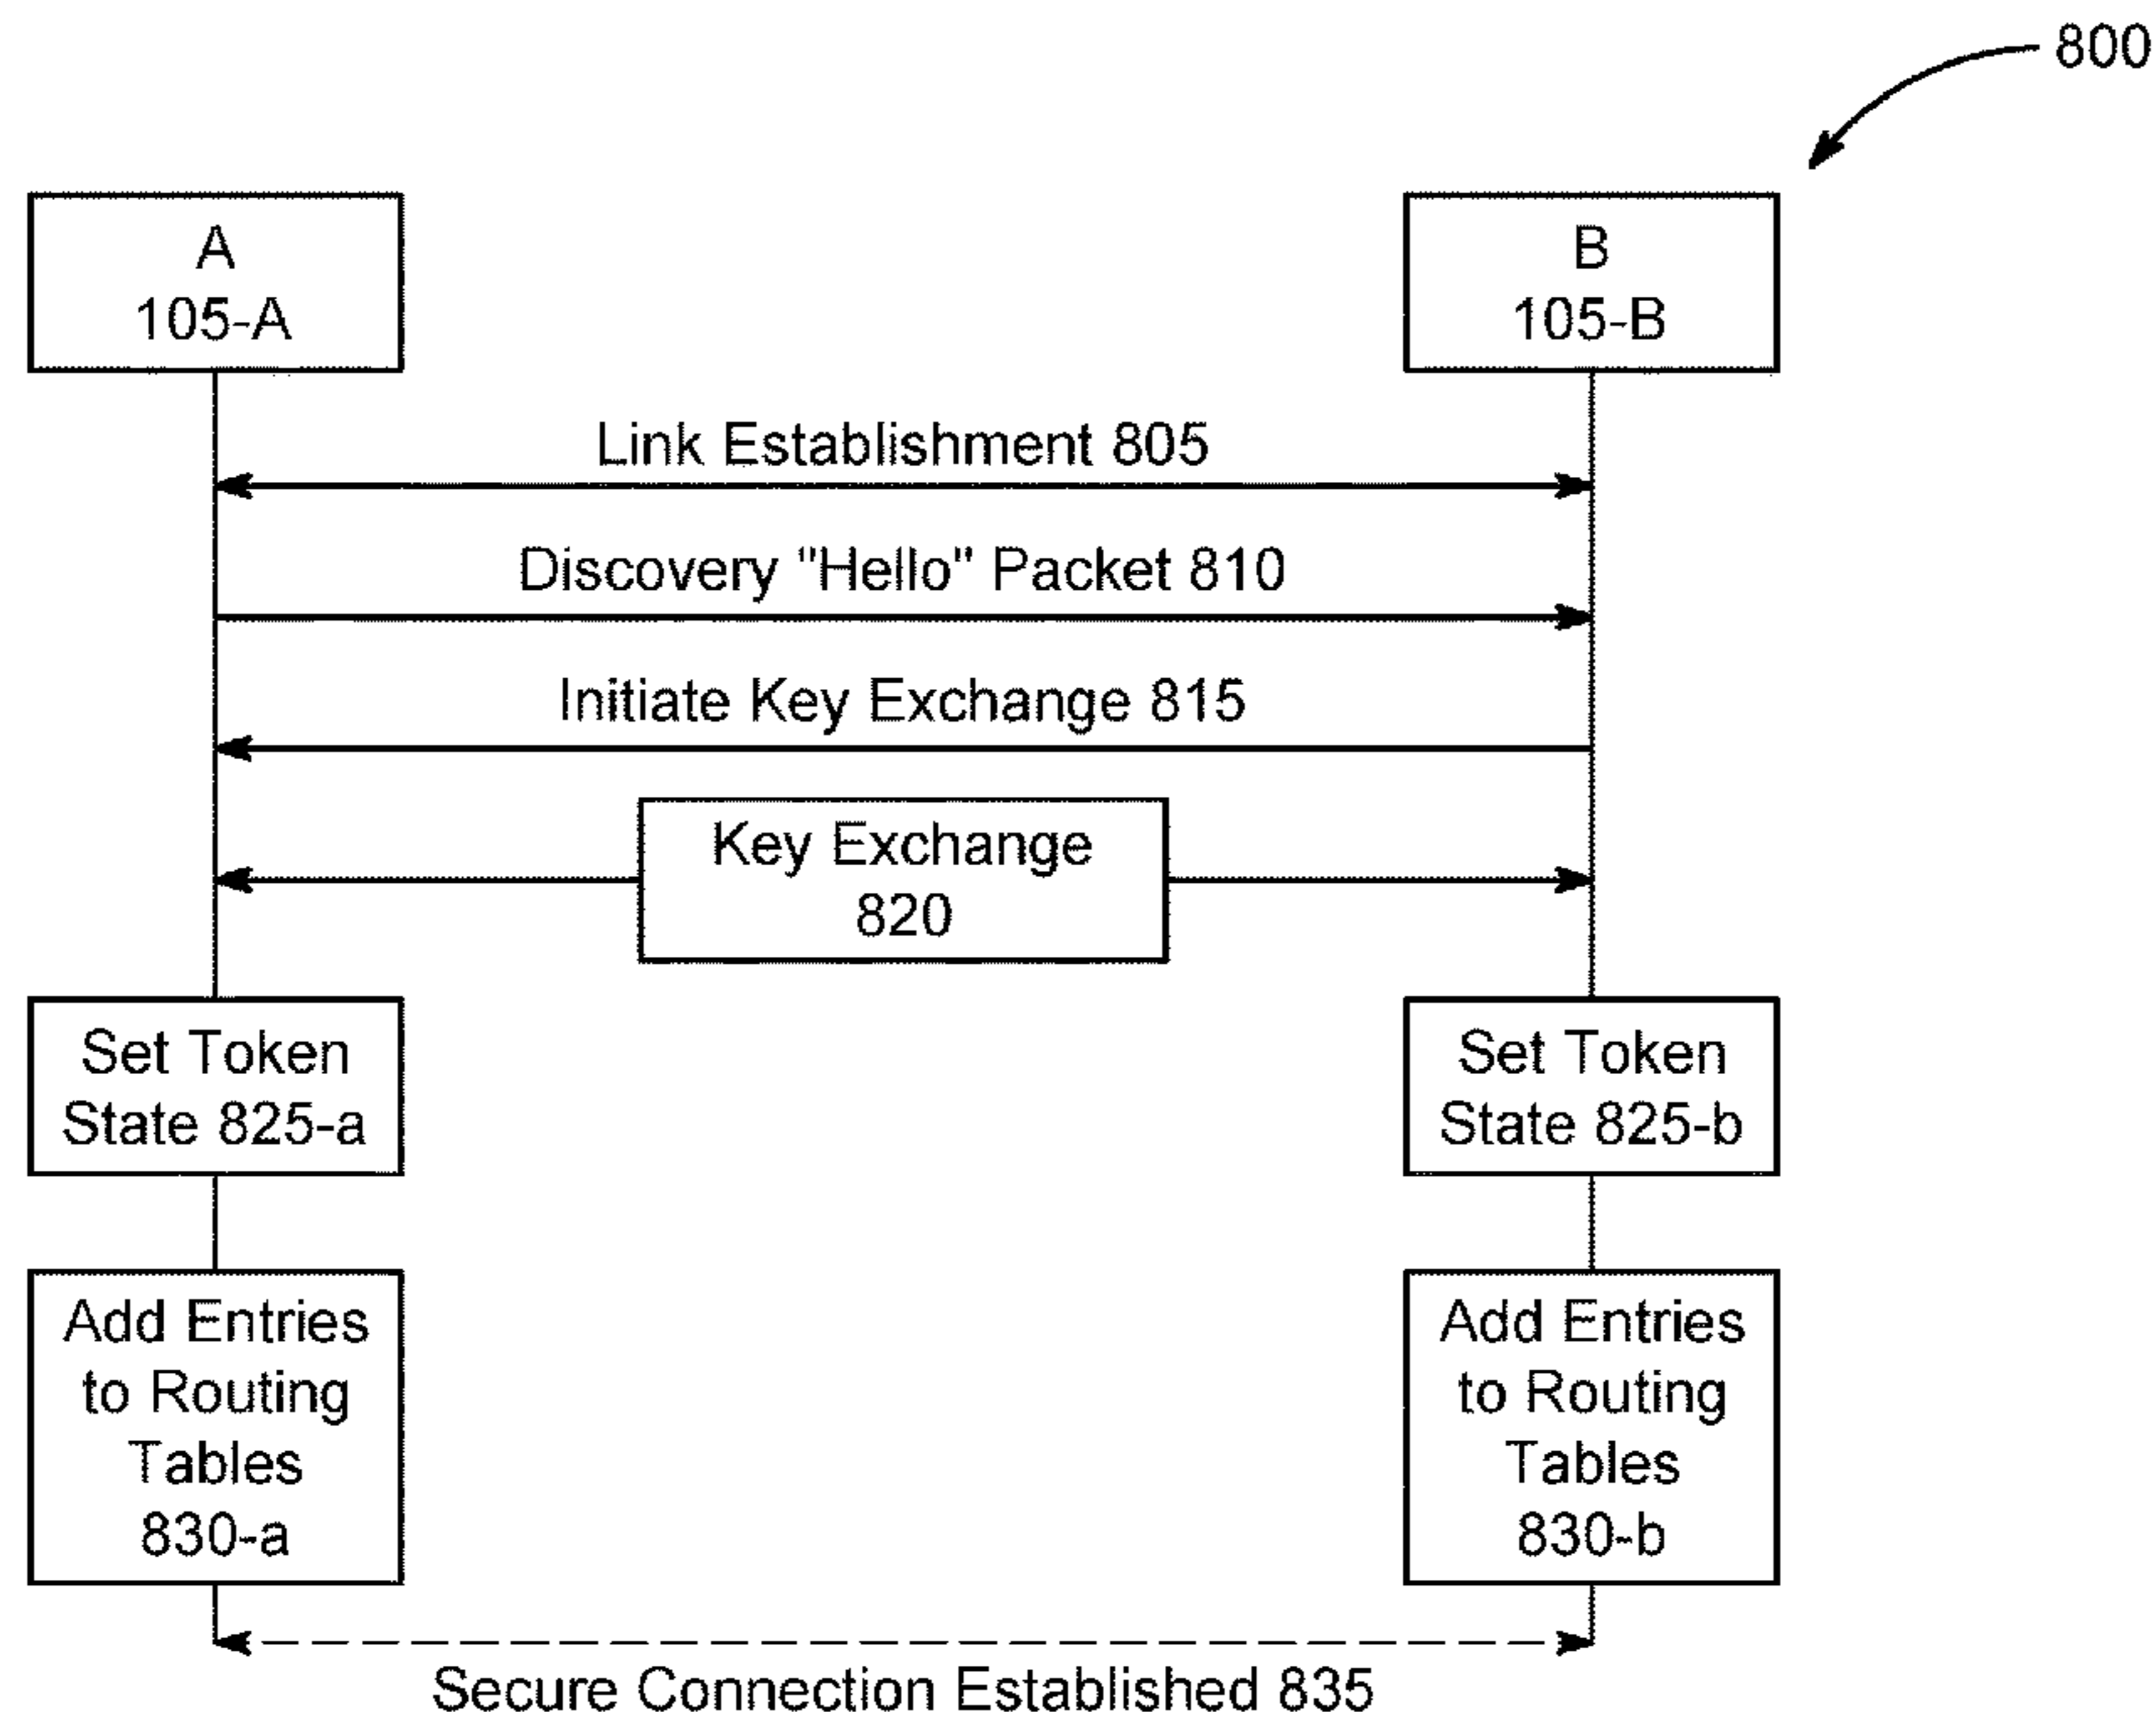 800
A
105-A
B
105-B
Link Establishment 805
Discovery "Hello" Packet 810
Initiate Key Exchange 815
Key Exchange
820
Set Token
State 825-a
Set Token
State 825-b
Add Entries
to Routing
Tables
830-a
Add Entries
to Routing
Tables
830-b
Secure Connection Established 835